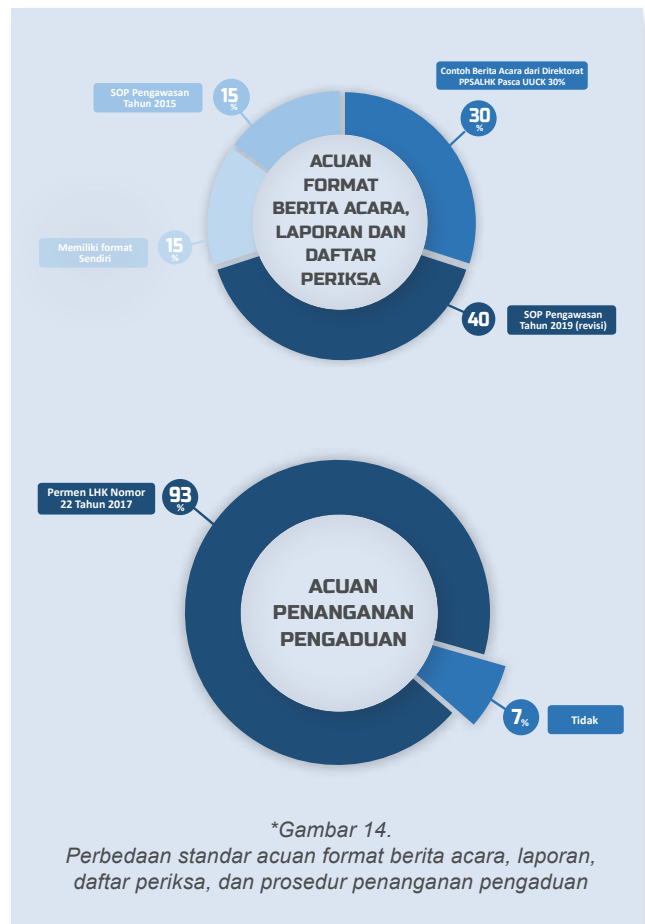 Contoh Berita Acara dari Direktorat
PPSALHK Pasca UUCK 30%
30
%
SOP Pengawasan
Tahun 2015
15
%
ACUAN
FORMAT
BERITA ACARA,
LAPORAN DAN
DAFTAR
PERIKSA
Memiliki format
Sendiri
15
%
40
SOP Pengawasan
Tahun 2019 (revisi)
Permen LHK Nomor
22 Tahun 2017
93
%
ACUAN
PENANGANAN
PENGADUAN
7%
Tidak
*Gambar 14.
Perbedaan standar acuan format berita acara, laporan,
daftar periksa, dan prosedur penanganan pengaduan